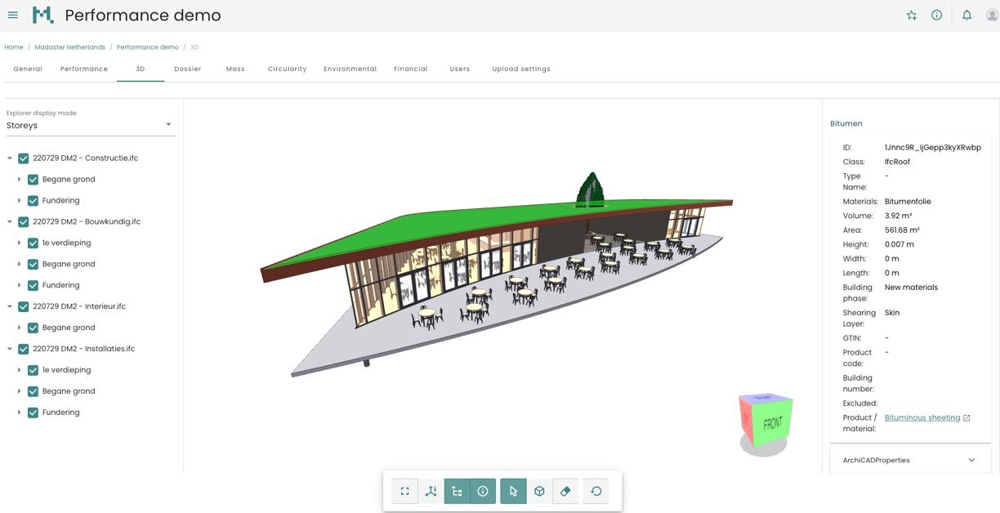 Performance demo
Home / Madaster Netherlands / Performance demo / 3D
General Performance 3D Dossier Mass Circularity Environmental Financial Users Upload settings
Explorer display mode
Storeys
220729 DM2 - Constructie.ifc
Begane grond
Fundering
220729 DM2 - Bouwkundig.ifc
1e verdieping
Begane grond
Fundering
220729 DM2 - Interieur.ifc
Begane grond
220729 DM2 - Installaties.ifc
1e verdieping
Begane grond
Fundering
FRONT
Bitumen
ID: 1Jnnc9R_IjGepp3kyXRwbp
Class: IfcRoof
Type -
Name:
Materials: Bitumenfolie
Volume: 3.92 m³
Area: 561.68 m²
Height: 0.007 m
Width: 0 m
Length: 0 m
Building New materials
phase:
Shearing Skin
Layer:
GTIN: -
Product -
code:
Building
number:
Excluded:
Product / Bituminous sheeting
material:
ArchiCADProperties